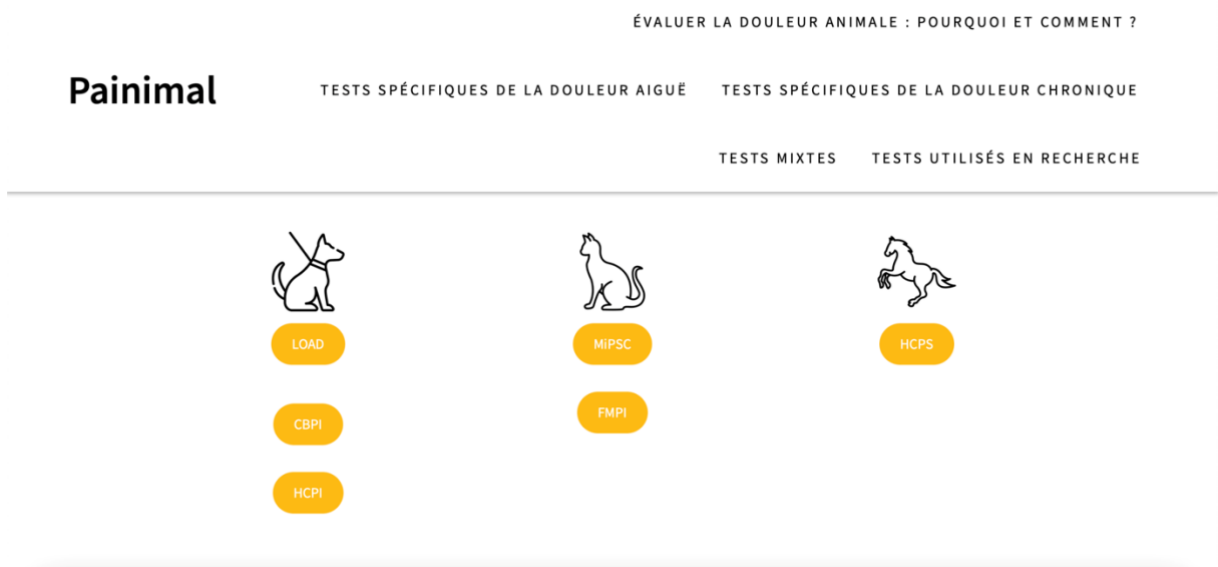 ÉVALUER LA DOULEUR ANIMALE : POURQUOI ET COMMENT ?
Painimal
TESTS SPÉCIFIQUES DE LA DOULEUR AIGUË
TESTS SPÉCIFIQUES DE LA DOULEUR CHRONIQUE
TESTS MIXTES
TESTS UTILISÉS EN RECHERCHE
LOAD
MiPSC
HCPS
CBPI
FMPI
HCPI